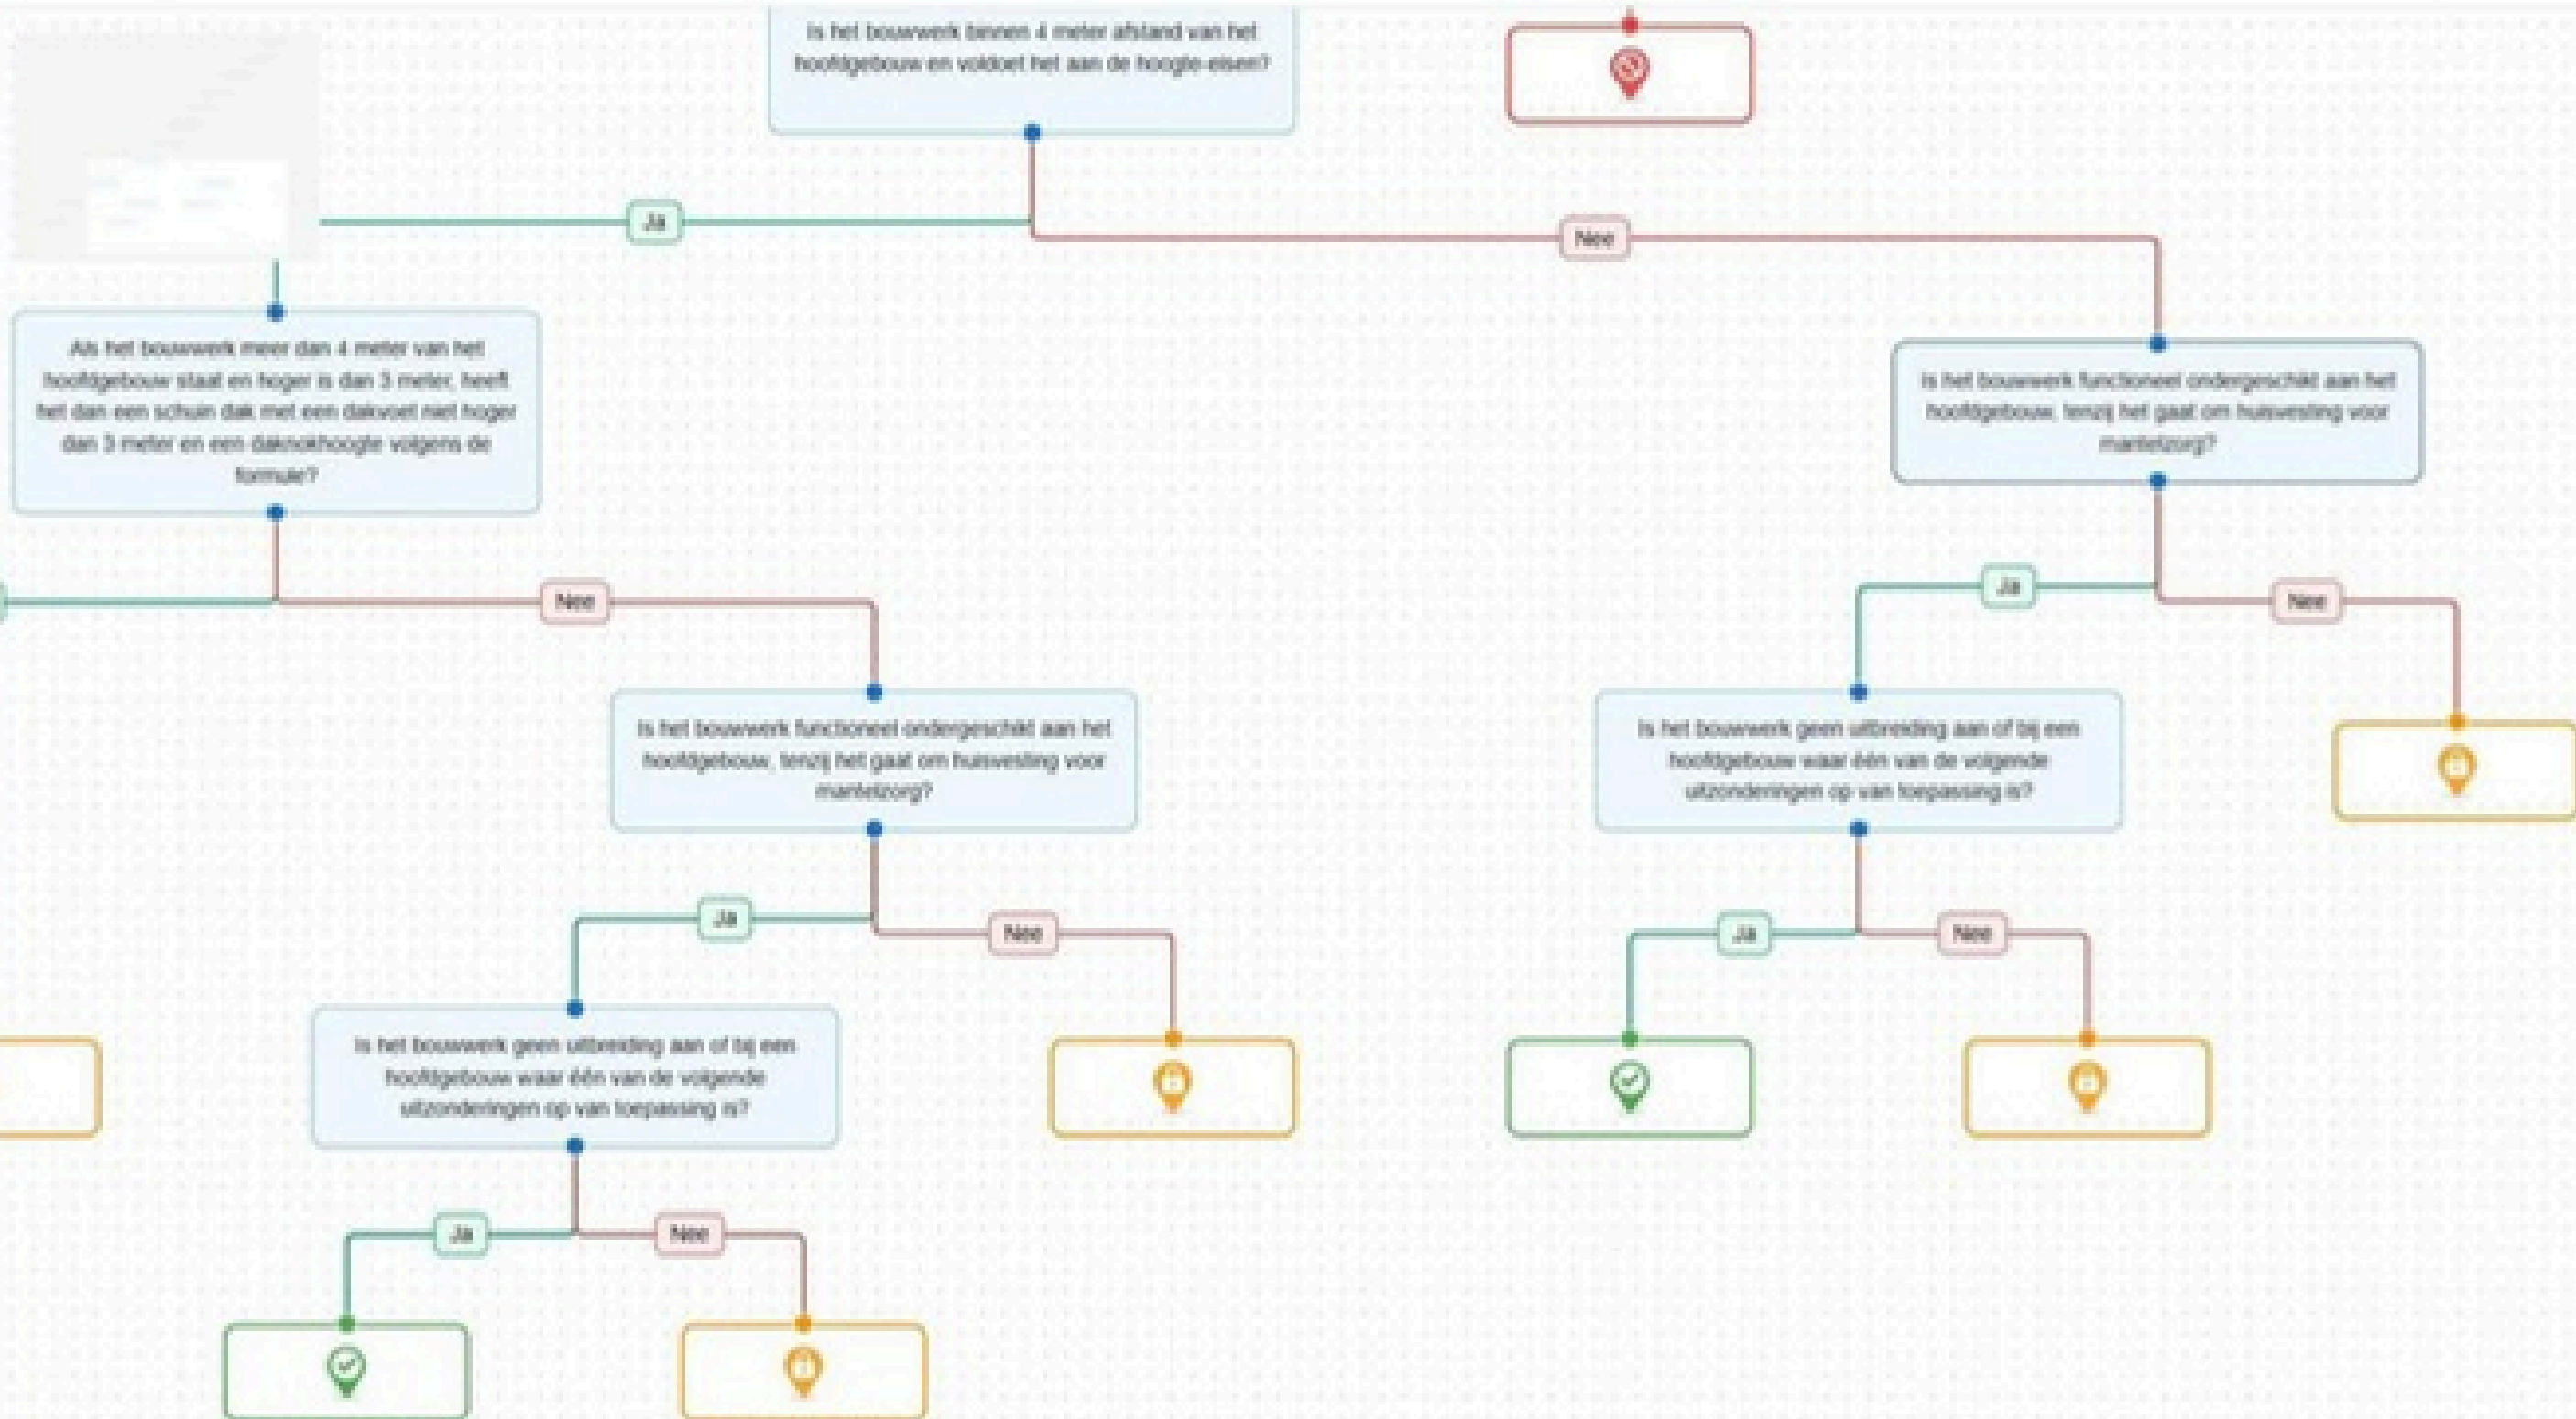 Is het bouwwerk binnen 4 meter afstand van het
hoofdgebouw en voldoet het aan de hoogte-eisen?
Ja
Nee
Als het bouwwerk meer dan 4 meter van het
hoofdgebouw staat en hoger is dan 3 meter, heeft
het dan een schuin dak met een dakvoet niet hoger
dan 3 meter en een daknokhoogte volgens de
formule?
Is het bouwwerk functioneel ondergeschikt aan het
hoofdgebouw, tenzij het gaat om huisvesting voor
mantelzorg?
Nee
Ja
Nee
Is het bouwwerk functioneel ondergeschikt aan het
hoofdgebouw, tenzij het gaat om huisvesting voor
mantelzorg?
Is het bouwwerk geen uitbreiding aan of bij een
hoofdgebouw waar één van de volgende
uitzonderingen op van toepassing is?
Ja
Nee
Ja
Nee
Is het bouwwerk geen uitbreiding aan of bij een
hoofdgebouw waar één van de volgende
uitzonderingen op van toepassing is?
Ja
Nee